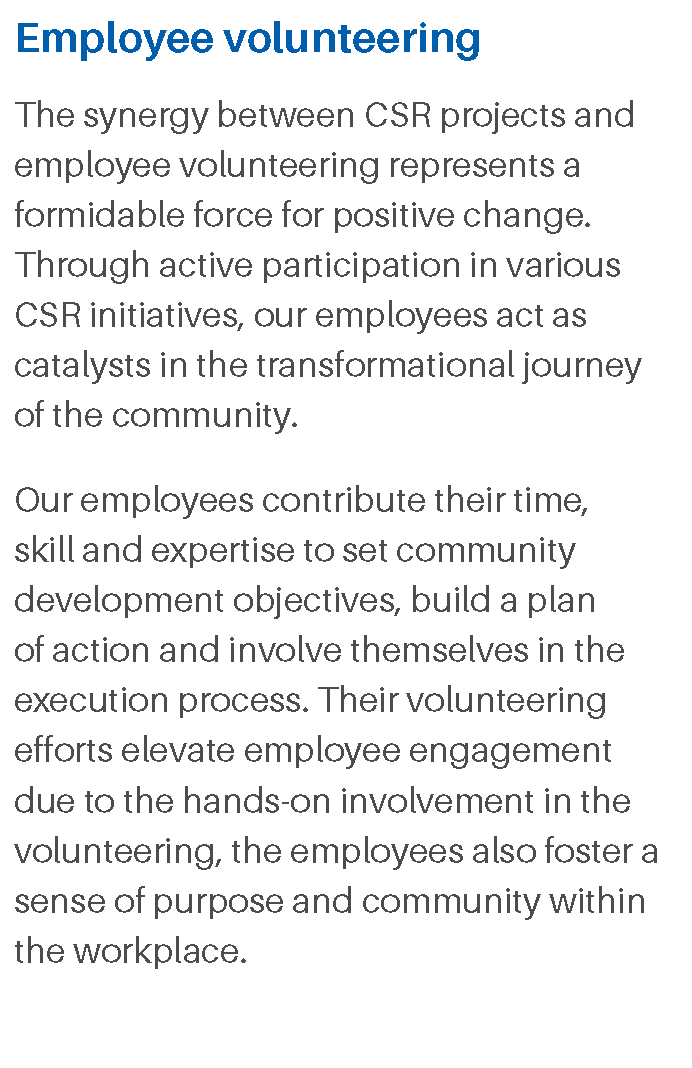 Employee volunteering
The synergy between CSR projects and
employee volunteering represents a
formidable force for positive change.
Through active participation in various
CSR initiatives, our employees act as
catalysts in the transformational journey
of the community.
Our employees contribute their time,
skill and expertise to set community
development objectives, build a plan
of action and involve themselves in the
execution process. Their volunteering
efforts elevate employee engagement
due to the hands-on involvement in the
volunteering, the employees also foster a
sense of purpose and community within
the workplace.